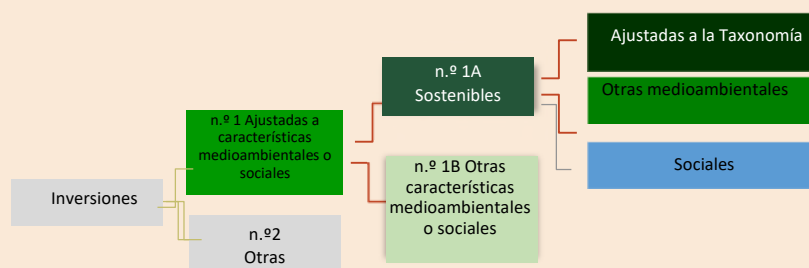 Inversiones
n.º 1 Ajustadas a
características
medioambientales o
sociales
n.º2
Otras
n.º 1A
Sostenibles
n.º 1B Otras
características
medioambientales
o sociales
Ajustadas a la Taxonomía
Otras medioambientales
Sociales